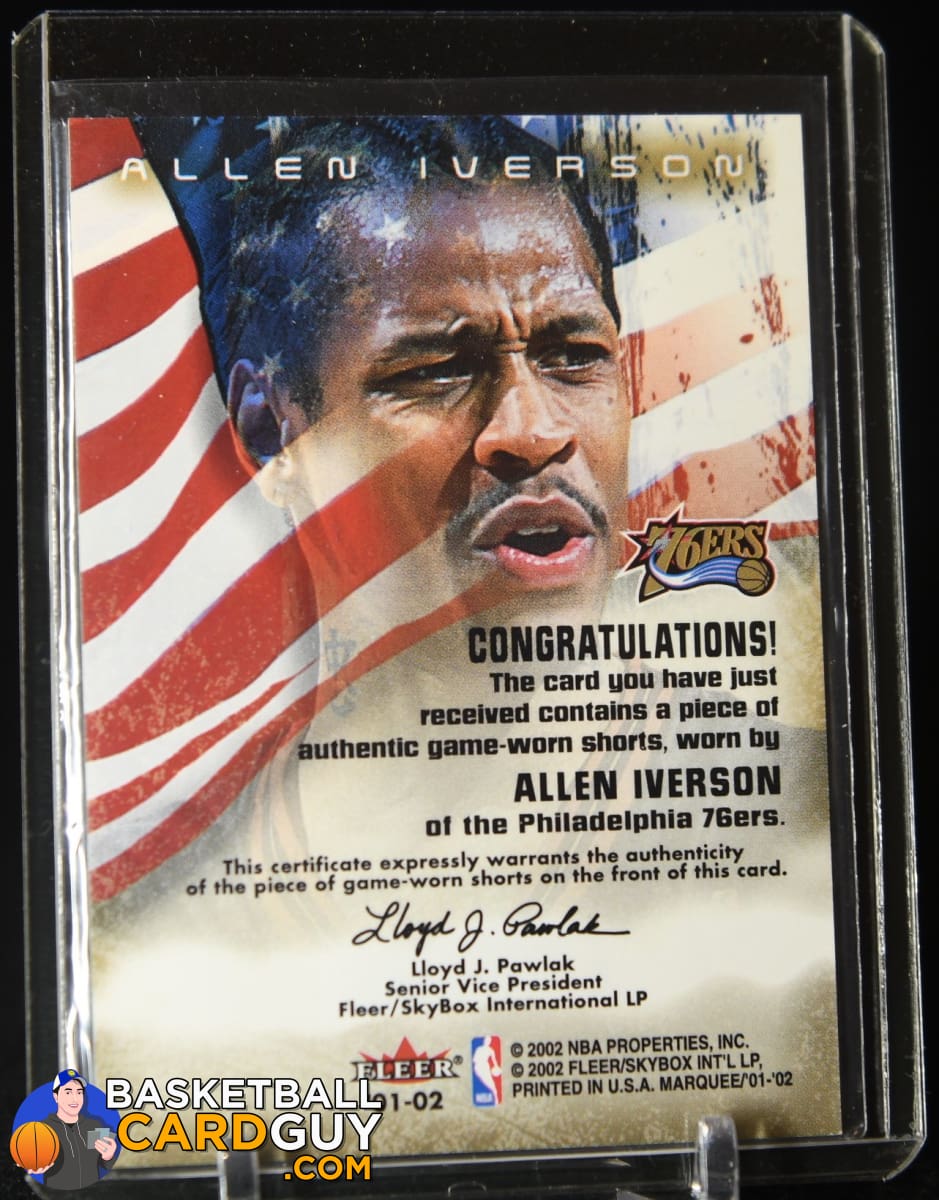 ALLEN IVERSON
76ERS
CONGRATULATIONS!
The card you have just
received contains a piece of
authentic game-worn shorts, worn by
ALLEN IVERSON
of the Philadelphia 76ers.
This certificate expressly warrants the authenticity
of the piece of game-worn shorts on the front of this card.
Lloyd J. Pawlak
Lloyd J. Pawlak
Senior Vice President
Fleer/SkyBox International LP
FLEER®
01-02
NBA
© 2002 NBA PROPERTIES, INC.
© 2002 FLEER/SKYBOX INT'L LP,
PRINTED IN U.S.A. MARQUEE/'01-'02
BASKETBALL
CARDGUY
.COM